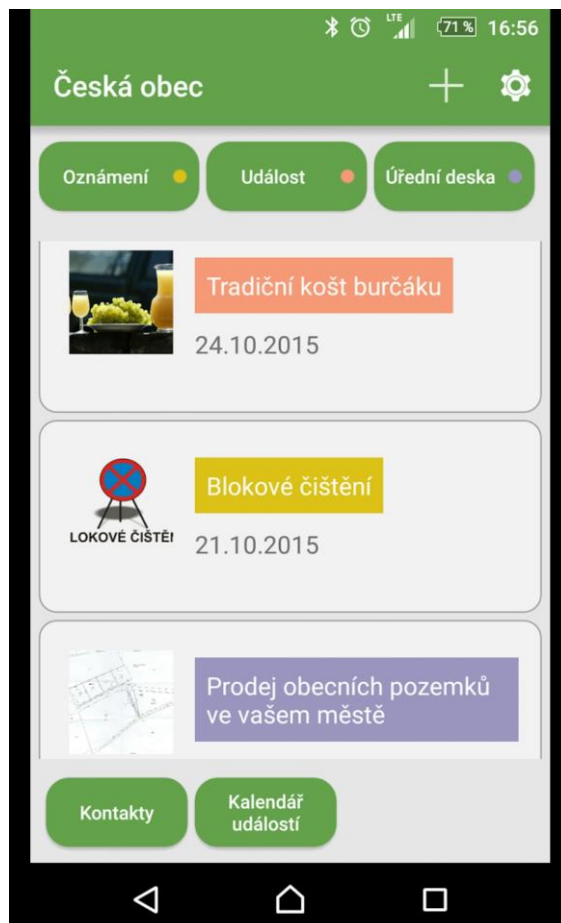 LTE 71 % 16:56
Česká obec
Oznámení
Událost
Úřední deska
Tradiční košt burčáku
24.10.2015
Blokové čištění
LOKOVÉ ČIŠTĚ
21.10.2015
Prodej obecních pozemků
ve vašem městě
Kontakty
Kalendář
událostí